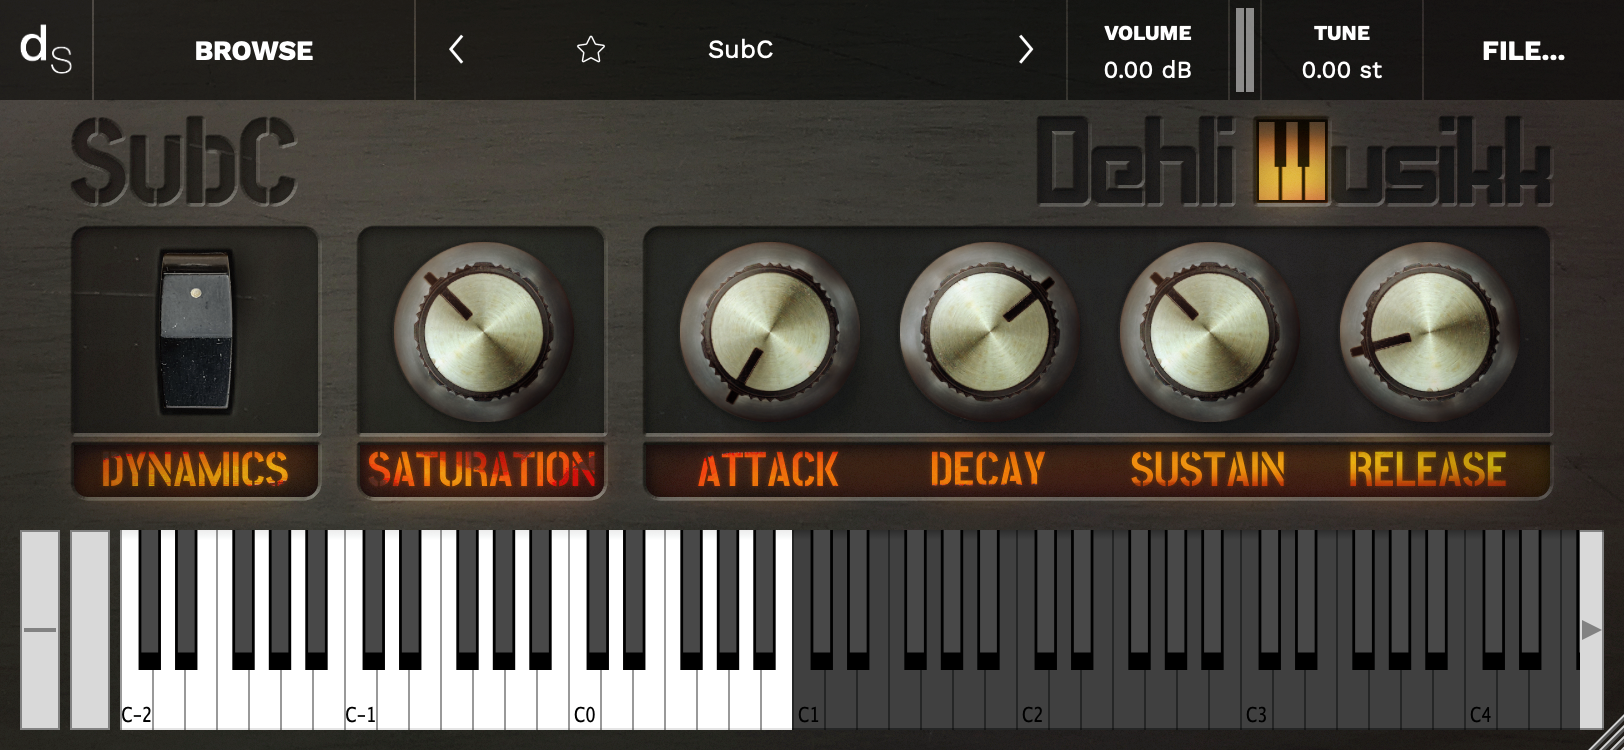 dS
BROWSE
SubC
VOLUME
0.00 dB
TUNE
0.00 st
FILE...
SubC
Dehli Musikk
DYNAMICS
SATURATION
ATTACK
DECAY
SUSTAIN
RELEASE
C-2
C-1
C0
C1
C2
C3
C4